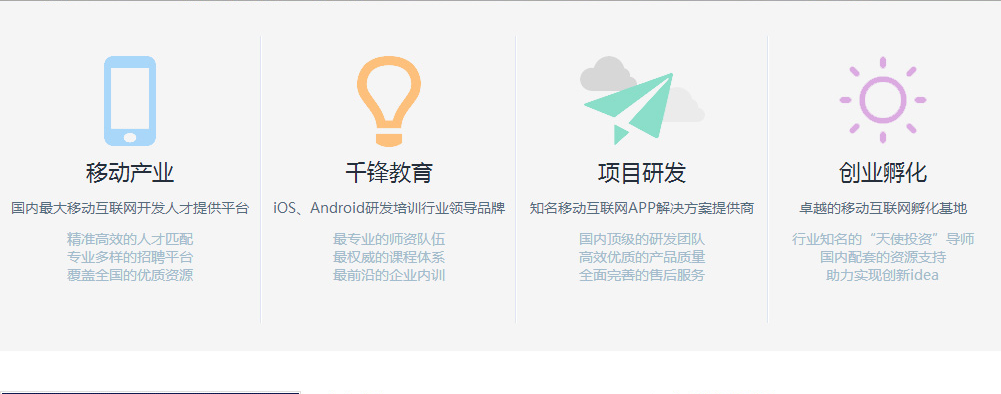 移动产业
国内最大移动互联网开发人才提供平台
精准高效的人才匹配
专业多样的招聘平台
覆盖全国的优质资源
千锋教育
iOS、Android研发培训行业领导品牌
最专业的师资队伍
最权威的课程体系
最前沿的企业内训
项目研发
知名移动互联网APP解决方案提供商
国内顶级的研发团队
高效优质的产品质量
全面完善的售后服务
创业孵化
卓越的移动互联网孵化基地
行业知名的“天使投资”导师
国内配套的资源支持
助力实现创新idea